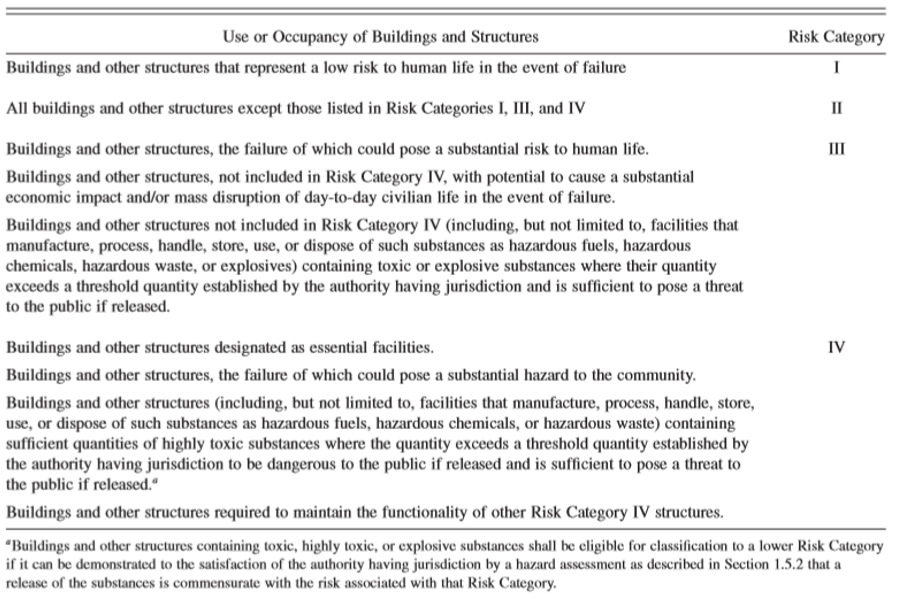 Use or Occupancy of Buildings and Structures Risk Category
Buildings and other structures that represent a low risk to human life in the event of failure I
All buildings and other structures except those listed in Risk Categories I, III, and IV II
Buildings and other structures, the failure of which could pose a substantial risk to human life. III
Buildings and other structures, not included in Risk Category IV, with potential to cause a substantial
economic impact and/or mass disruption of day-to-day civilian life in the event of failure.
Buildings and other structures not included in Risk Category IV (including, but not limited to, facilities that
manufacture, process, handle, store, use, or dispose of such substances as hazardous fuels, hazardous
chemicals, hazardous waste, or explosives) containing toxic or explosive substances where their quantity
exceeds a threshold quantity established by the authority having jurisdiction and is sufficient to pose a threat
to the public if released.
Buildings and other structures designated as essential facilities. IV
Buildings and other structures, the failure of which could pose a substantial hazard to the community.
Buildings and other structures (including, but not limited to, facilities that manufacture, process, handle, store,
use, or dispose of such substances as hazardous fuels, hazardous chemicals, or hazardous waste) containing
sufficient quantities of highly toxic substances where the quantity exceeds a threshold quantity established by
the authority having jurisdiction to be dangerous to the public if released and is sufficient to pose a threat to
the public if released.ᵃ
Buildings and other structures required to maintain the functionality of other Risk Category IV structures.
ᵃBuildings and other structures containing toxic, highly toxic, or explosive substances shall be eligible for classification to a lower Risk Category
if it can be demonstrated to the satisfaction of the authority having jurisdiction by a hazard assessment as described in Section 1.5.2 that a
release of the substances is commensurate with the risk associated with that Risk Category.